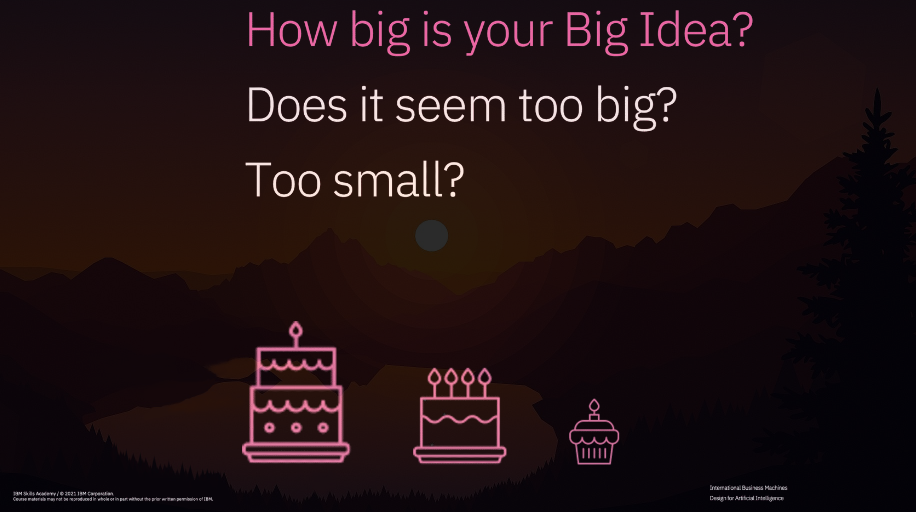 How big is your Big Idea?
Does it seem too big?
Too small?
IBM Skills Academy / © 2021 IBM Corporation.
Course materials may not be reproduced in whole or in part without the prior written permission of IBM.
International Business Machines
Design for Artificial Intelligence